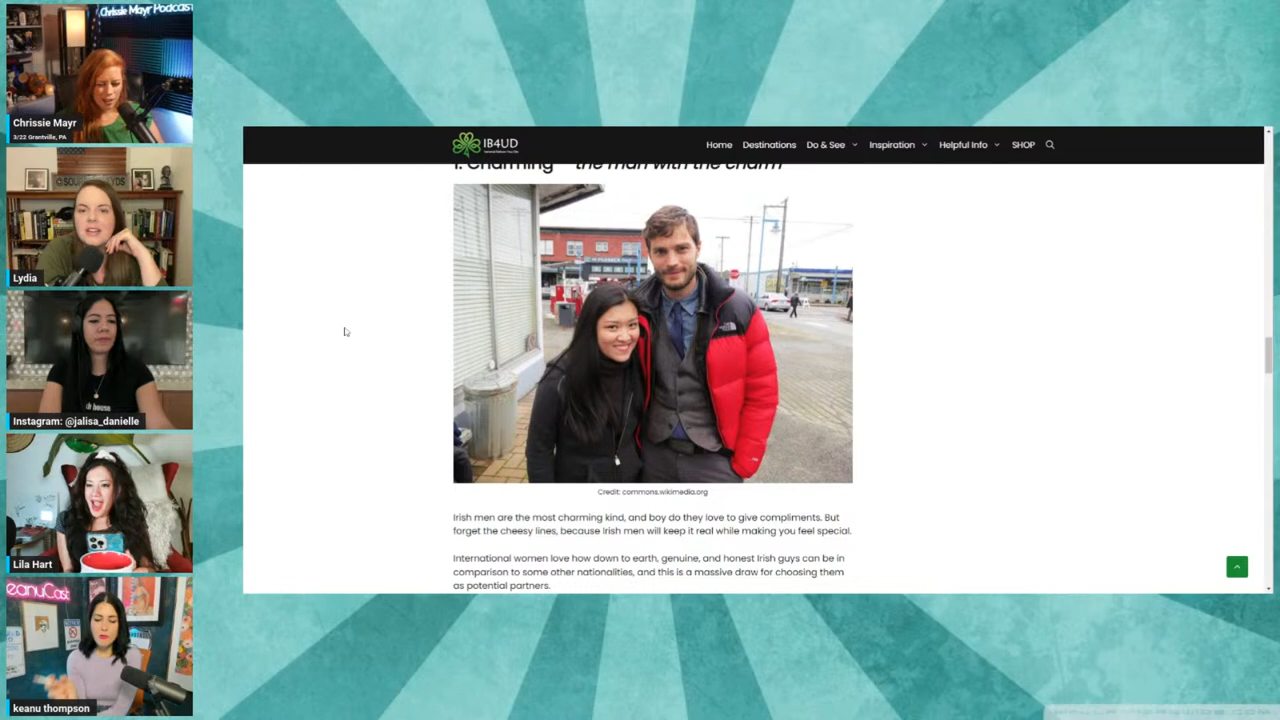 Chrissie Mayr Podcast
Chrissie Mayr
3/22 Grantville, PA
Lydia
Instagram: @jalisa_danielle
Lila Hart
keanuCast
keanu thompson
IB4UD
Home Destinations Do & See Inspiration Helpful Info SHOP
1. Charming – the man with the charm
Credit: commons.wikimedia.org
Irish men are the most charming kind, and boy do they love to give compliments. But
forget the cheesy lines, because Irish men will keep it real while making you feel special.
International women love how down to earth, genuine, and honest Irish guys can be in
comparison to some other nationalities, and this is a massive draw for choosing them
as potential partners.